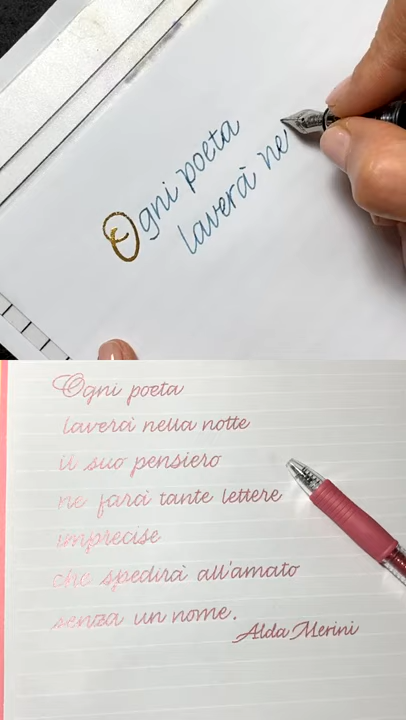 Ogni poeta
laverà ne
Ogni poeta
laverà nella notte
il suo pensiero
ne farà tante lettere
imprecise
che spedirà all'amato
senza un nome.
Alda Merini